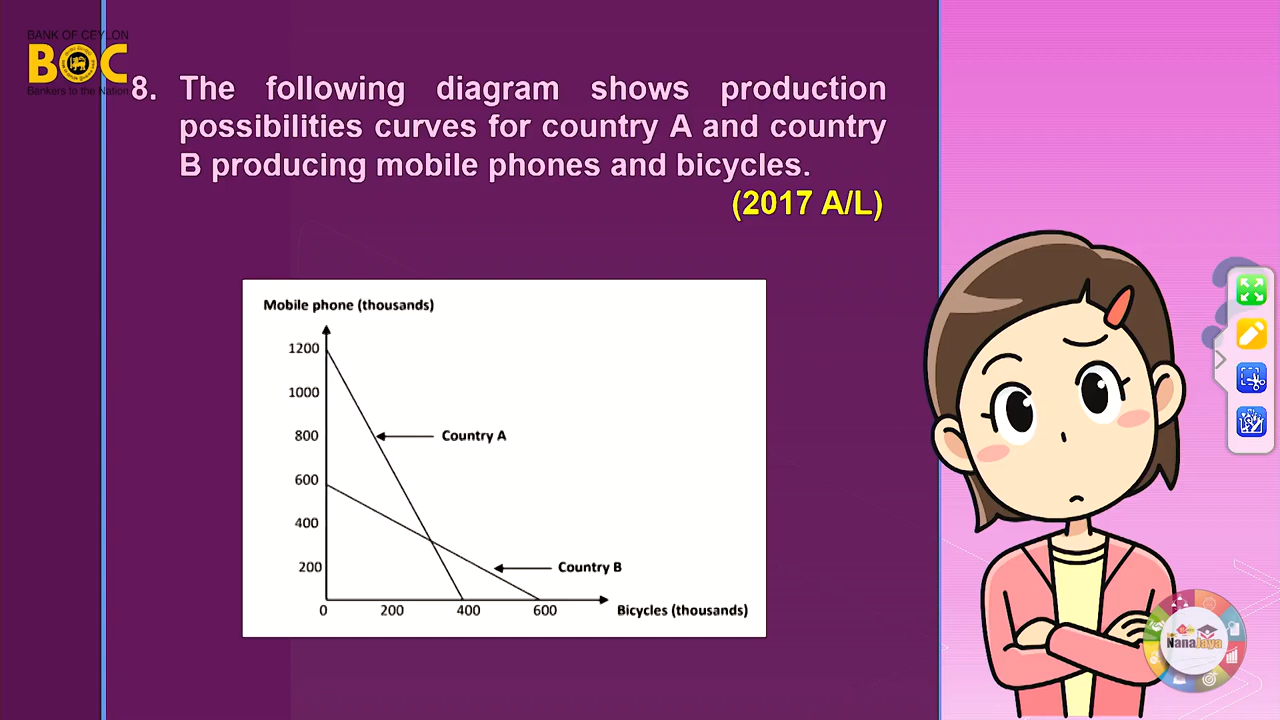 BANK OF CEYLON
BOC
Bankers to the Nation
8. The following diagram shows production
possibilities curves for country A and country
B producing mobile phones and bicycles.
(2017 A/L)
Mobile phone (thousands)
1200
1000
800
Country A
600
400
200
Country B
0 200 400 600
Bicycles (thousands)
NanaJaya